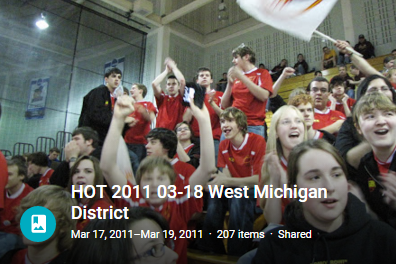 HOT 2011 03-18 West Michigan
District
Mar 17, 2011–Mar 19, 2011 · 207 items · Shared